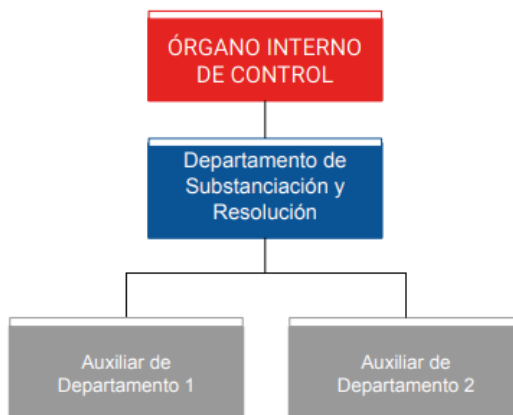 ÓRGANO INTERNO
DE CONTROL
Departamento de
Substanciación y
Resolución
Auxiliar de
Departamento 1
Auxiliar de
Departamento 2